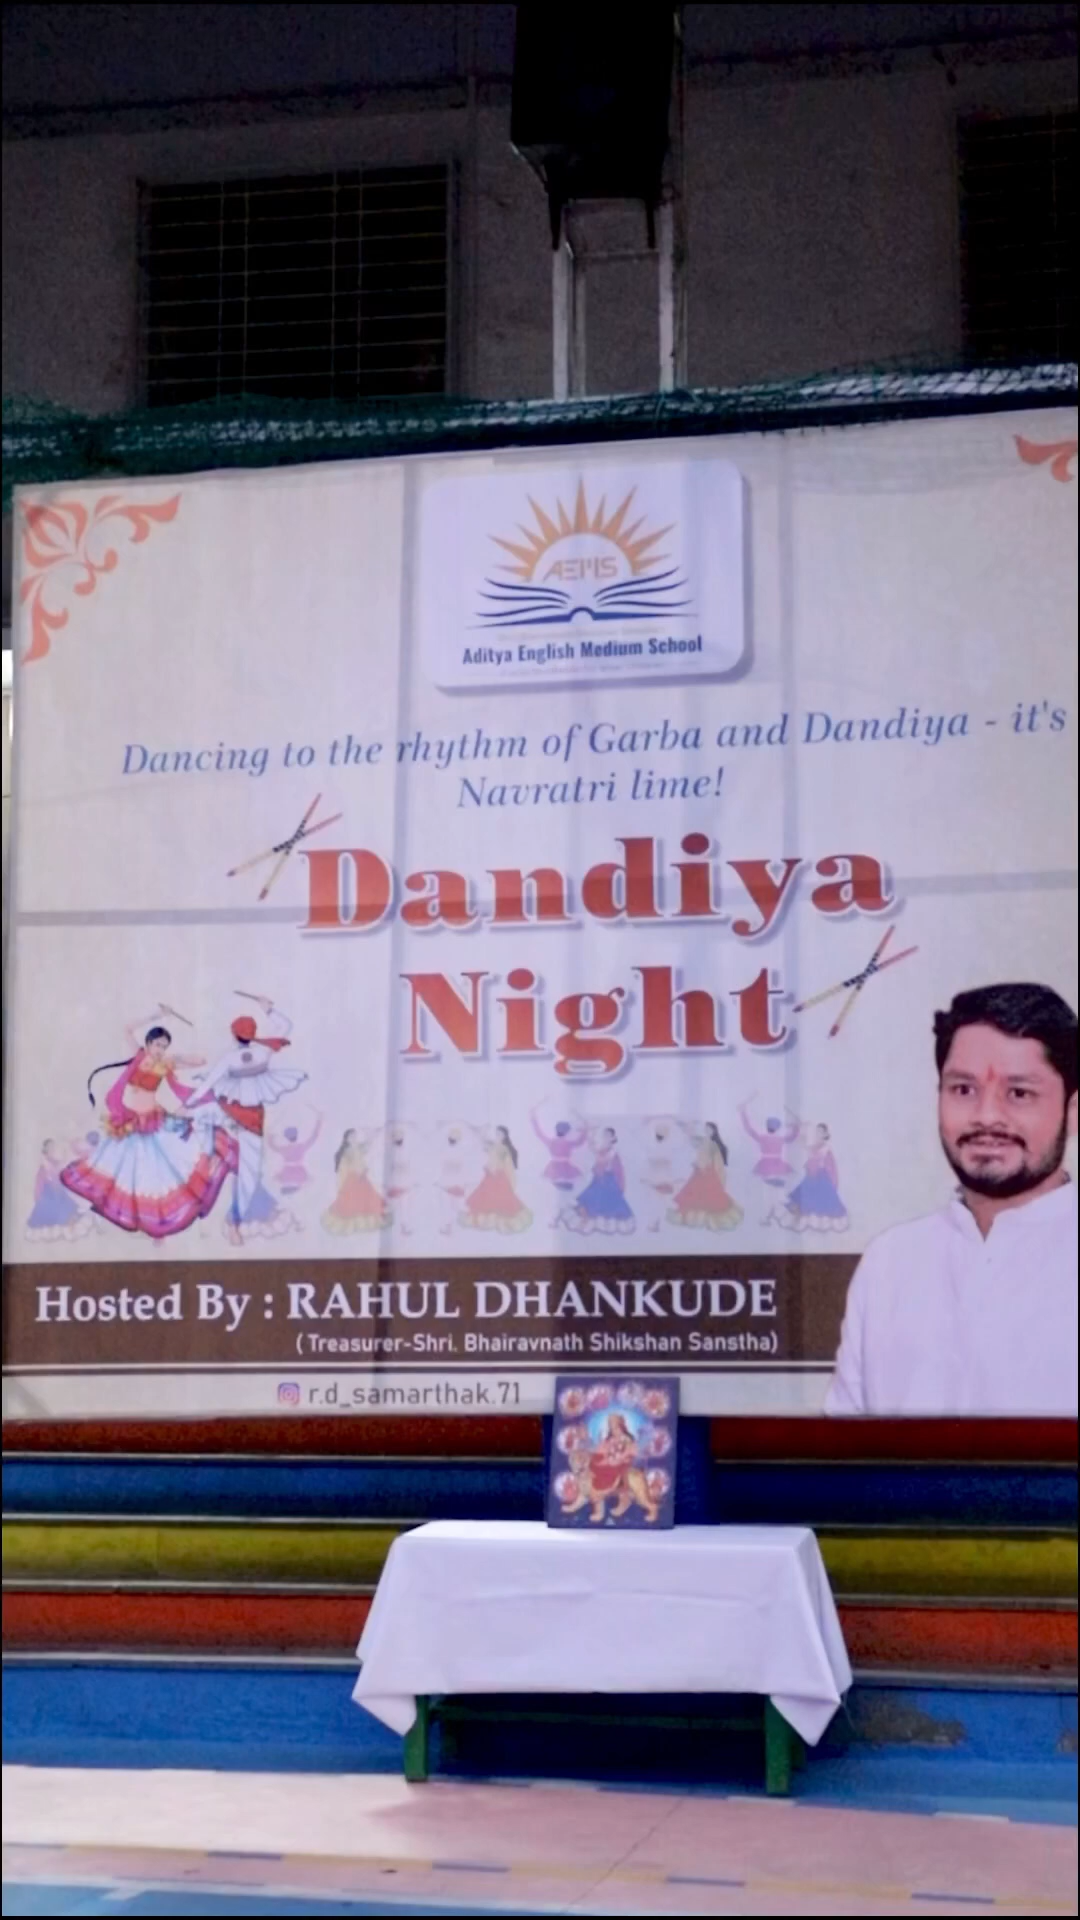 AEMS
Aditya English Medium School
Dancing to the rhythm of Garba and Dandiya - it's
Navratri lime!
Dandiya
Night
Hosted By : RAHUL DHANKUDE
( Treasurer-Shri. Bhairavnath Shikshan Sanstha)
r.d_samarthak.71